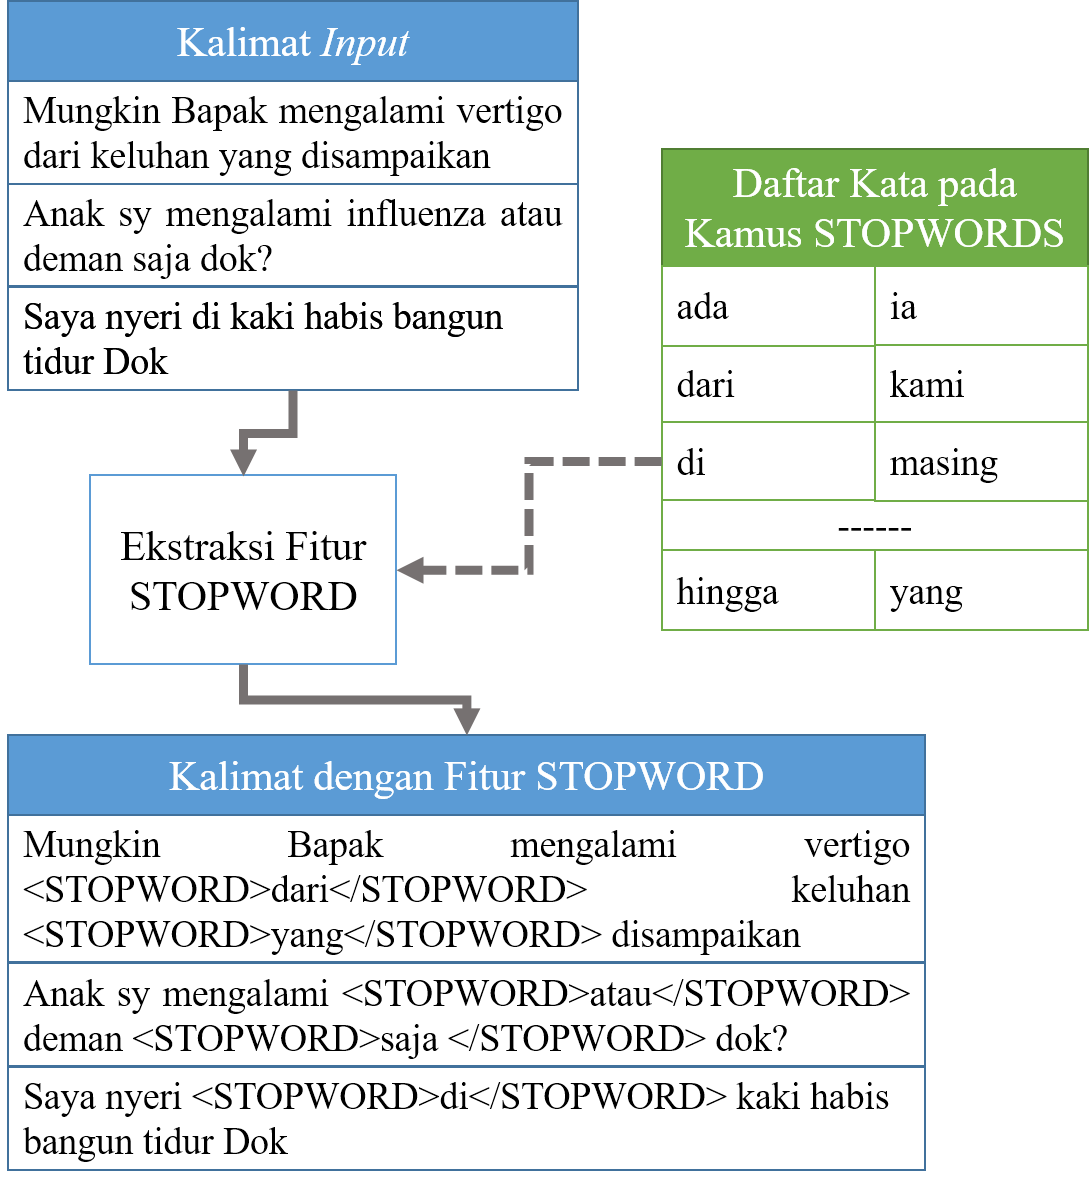 Kalimat Input
Mungkin Bapak mengalami vertigo
dari keluhan yang disampaikan
Anak sy mengalami influenza atau
deman saja dok?
Saya nyeri di kaki habis bangun
tidur Dok
Daftar Kata pada
Kamus STOPWORDS
ada ia
dari kami
di masing
------
hingga yang
Ekstraksi Fitur
STOPWORD
Kalimat dengan Fitur STOPWORD
Mungkin Bapak mengalami vertigo
<STOPWORD>dari</STOPWORD> keluhan
<STOPWORD>yang</STOPWORD> disampaikan
Anak sy mengalami <STOPWORD>atau</STOPWORD>
deman <STOPWORD>saja </STOPWORD> dok?
Saya nyeri <STOPWORD>di</STOPWORD> kaki habis
bangun tidur Dok